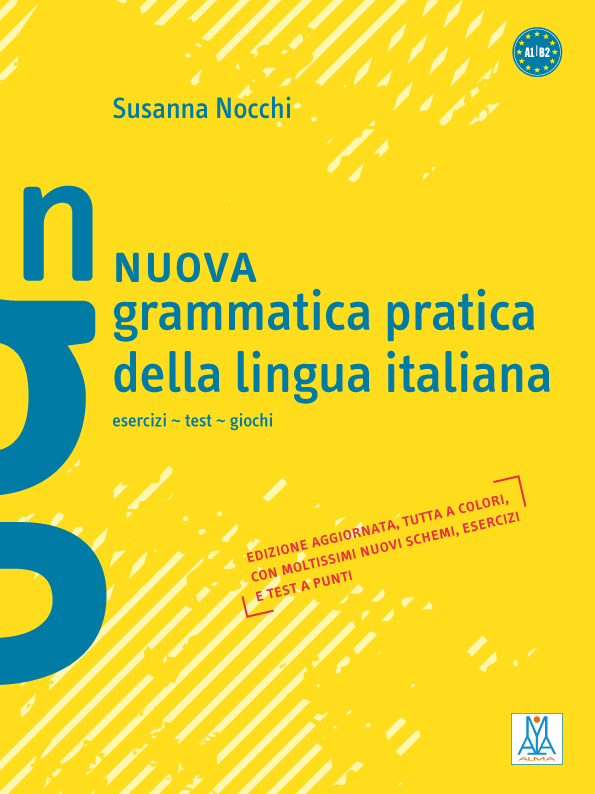 A1|B2
Susanna Nocchi
n
g
p
NUOVA
grammatica pratica
della lingua italiana
esercizi ~ test ~ giochi
EDIZIONE AGGIORNATA, TUTTA A COLORI,
CON MOLTISSIMI NUOVI SCHEMI, ESERCIZI
E TEST A PUNTI
ALMA